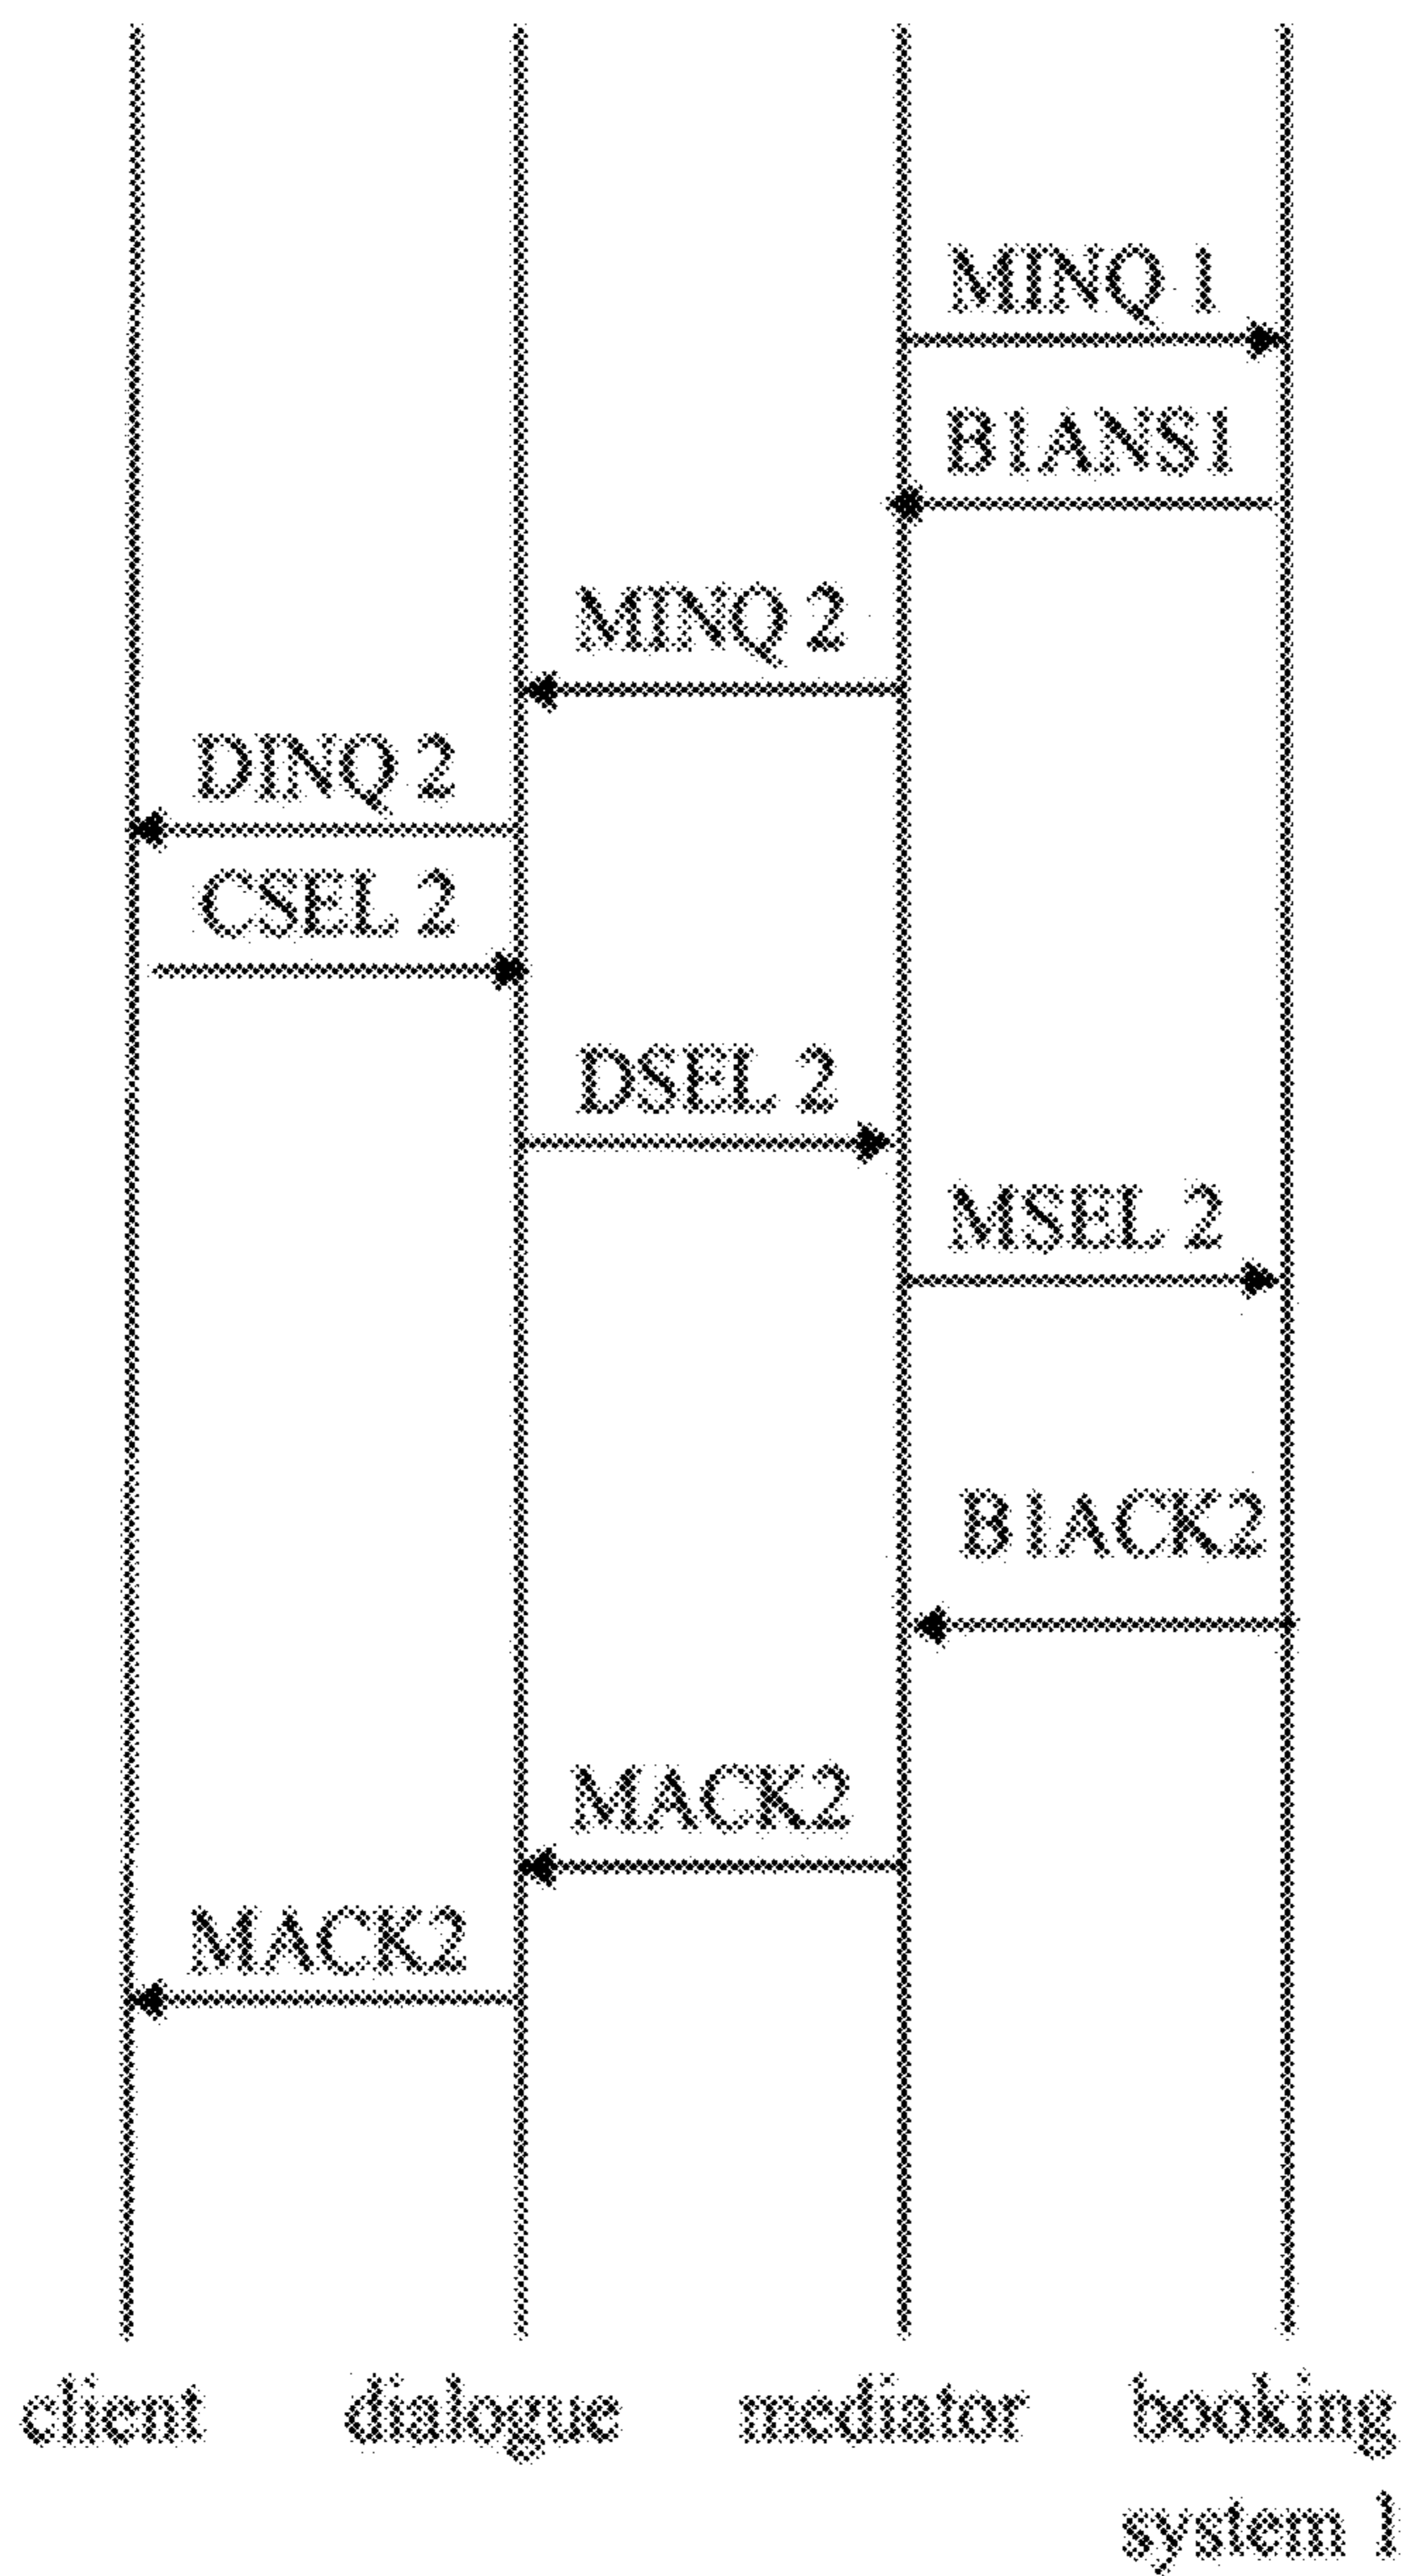 MINQ 1
B1ANS1
MINQ 2
DINQ 2
CSEL 2
DSEL 2
MSEL 2
B1ACK2
MACK2
MACK2
client dialogue mediator booking
system 1